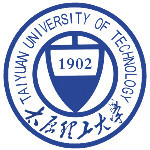 TAIYUAN UNIVERSITY OF TECHNOLOGY
1902
太原理工大学